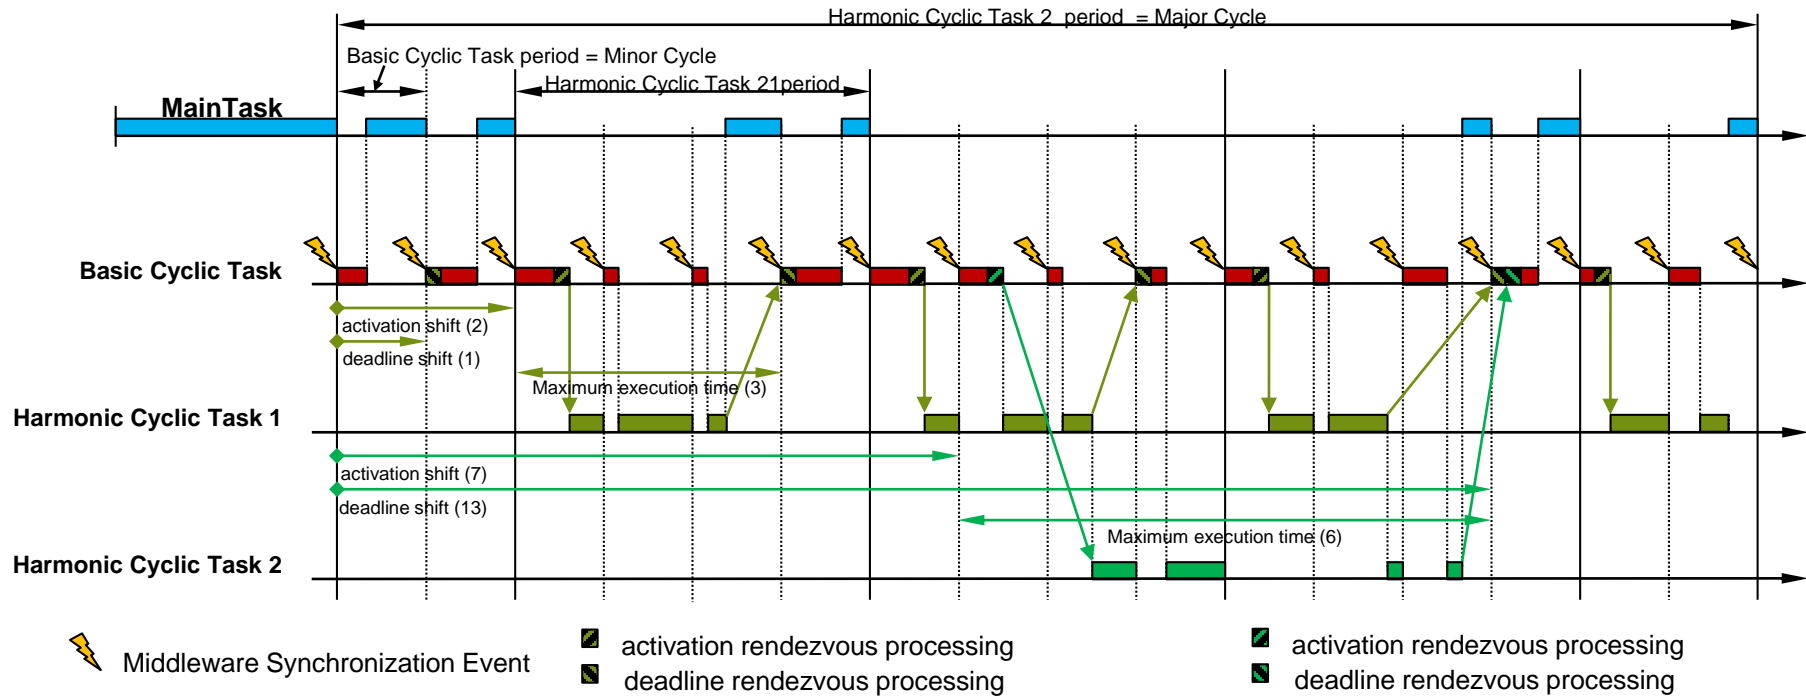 Harmonic Cyclic Task 2 period = Major Cycle
Basic Cyclic Task period = Minor Cycle
Harmonic Cyclic Task 21period
MainTask
Basic Cyclic Task
activation shift (2)
deadline shift (1)
Maximum execution time (3)
Harmonic Cyclic Task 1
activation shift (7)
deadline shift (13)
Maximum execution time (6)
Harmonic Cyclic Task 2
Middleware Synchronization Event
activation rendezvous processing
deadline rendezvous processing
activation rendezvous processing
deadline rendezvous processing